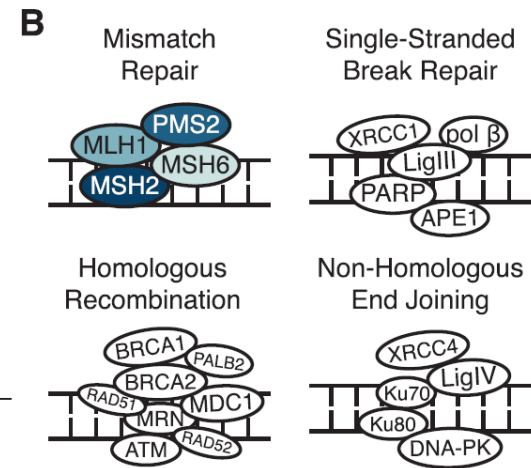 B
Mismatch
Repair
PMS2
MLH1
MSH6
MSH2
Single-Stranded
Break Repair
XRCC1
pol β
LigIII
PARP
APE1
Homologous
Recombination
BRCA1
PALB2
BRCA2
RAD51
MDC1
MRN
RAD52
ATM
Non-Homologous
End Joining
XRCC4
LigIV
Ku70
Ku80
DNA-PK